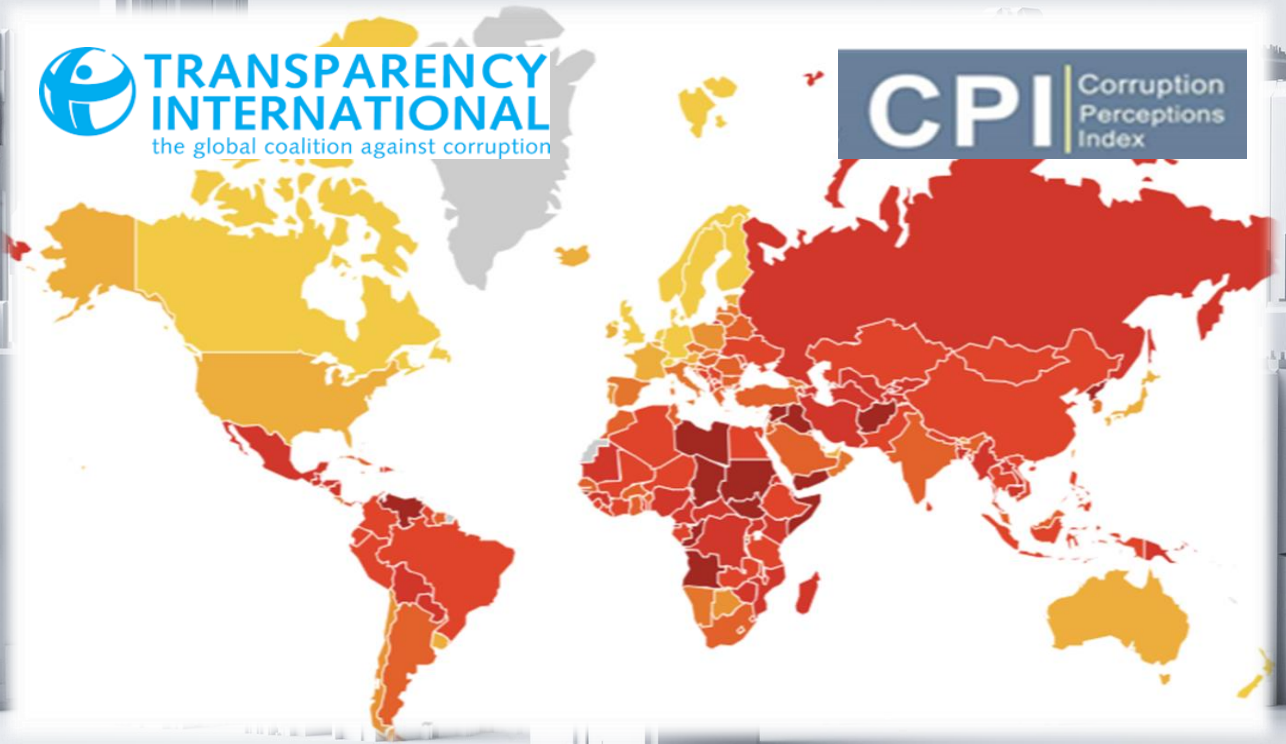 TRANSPARENCY
INTERNATIONAL
the global coalition against corruption
CPI
Corruption
Perceptions
Index